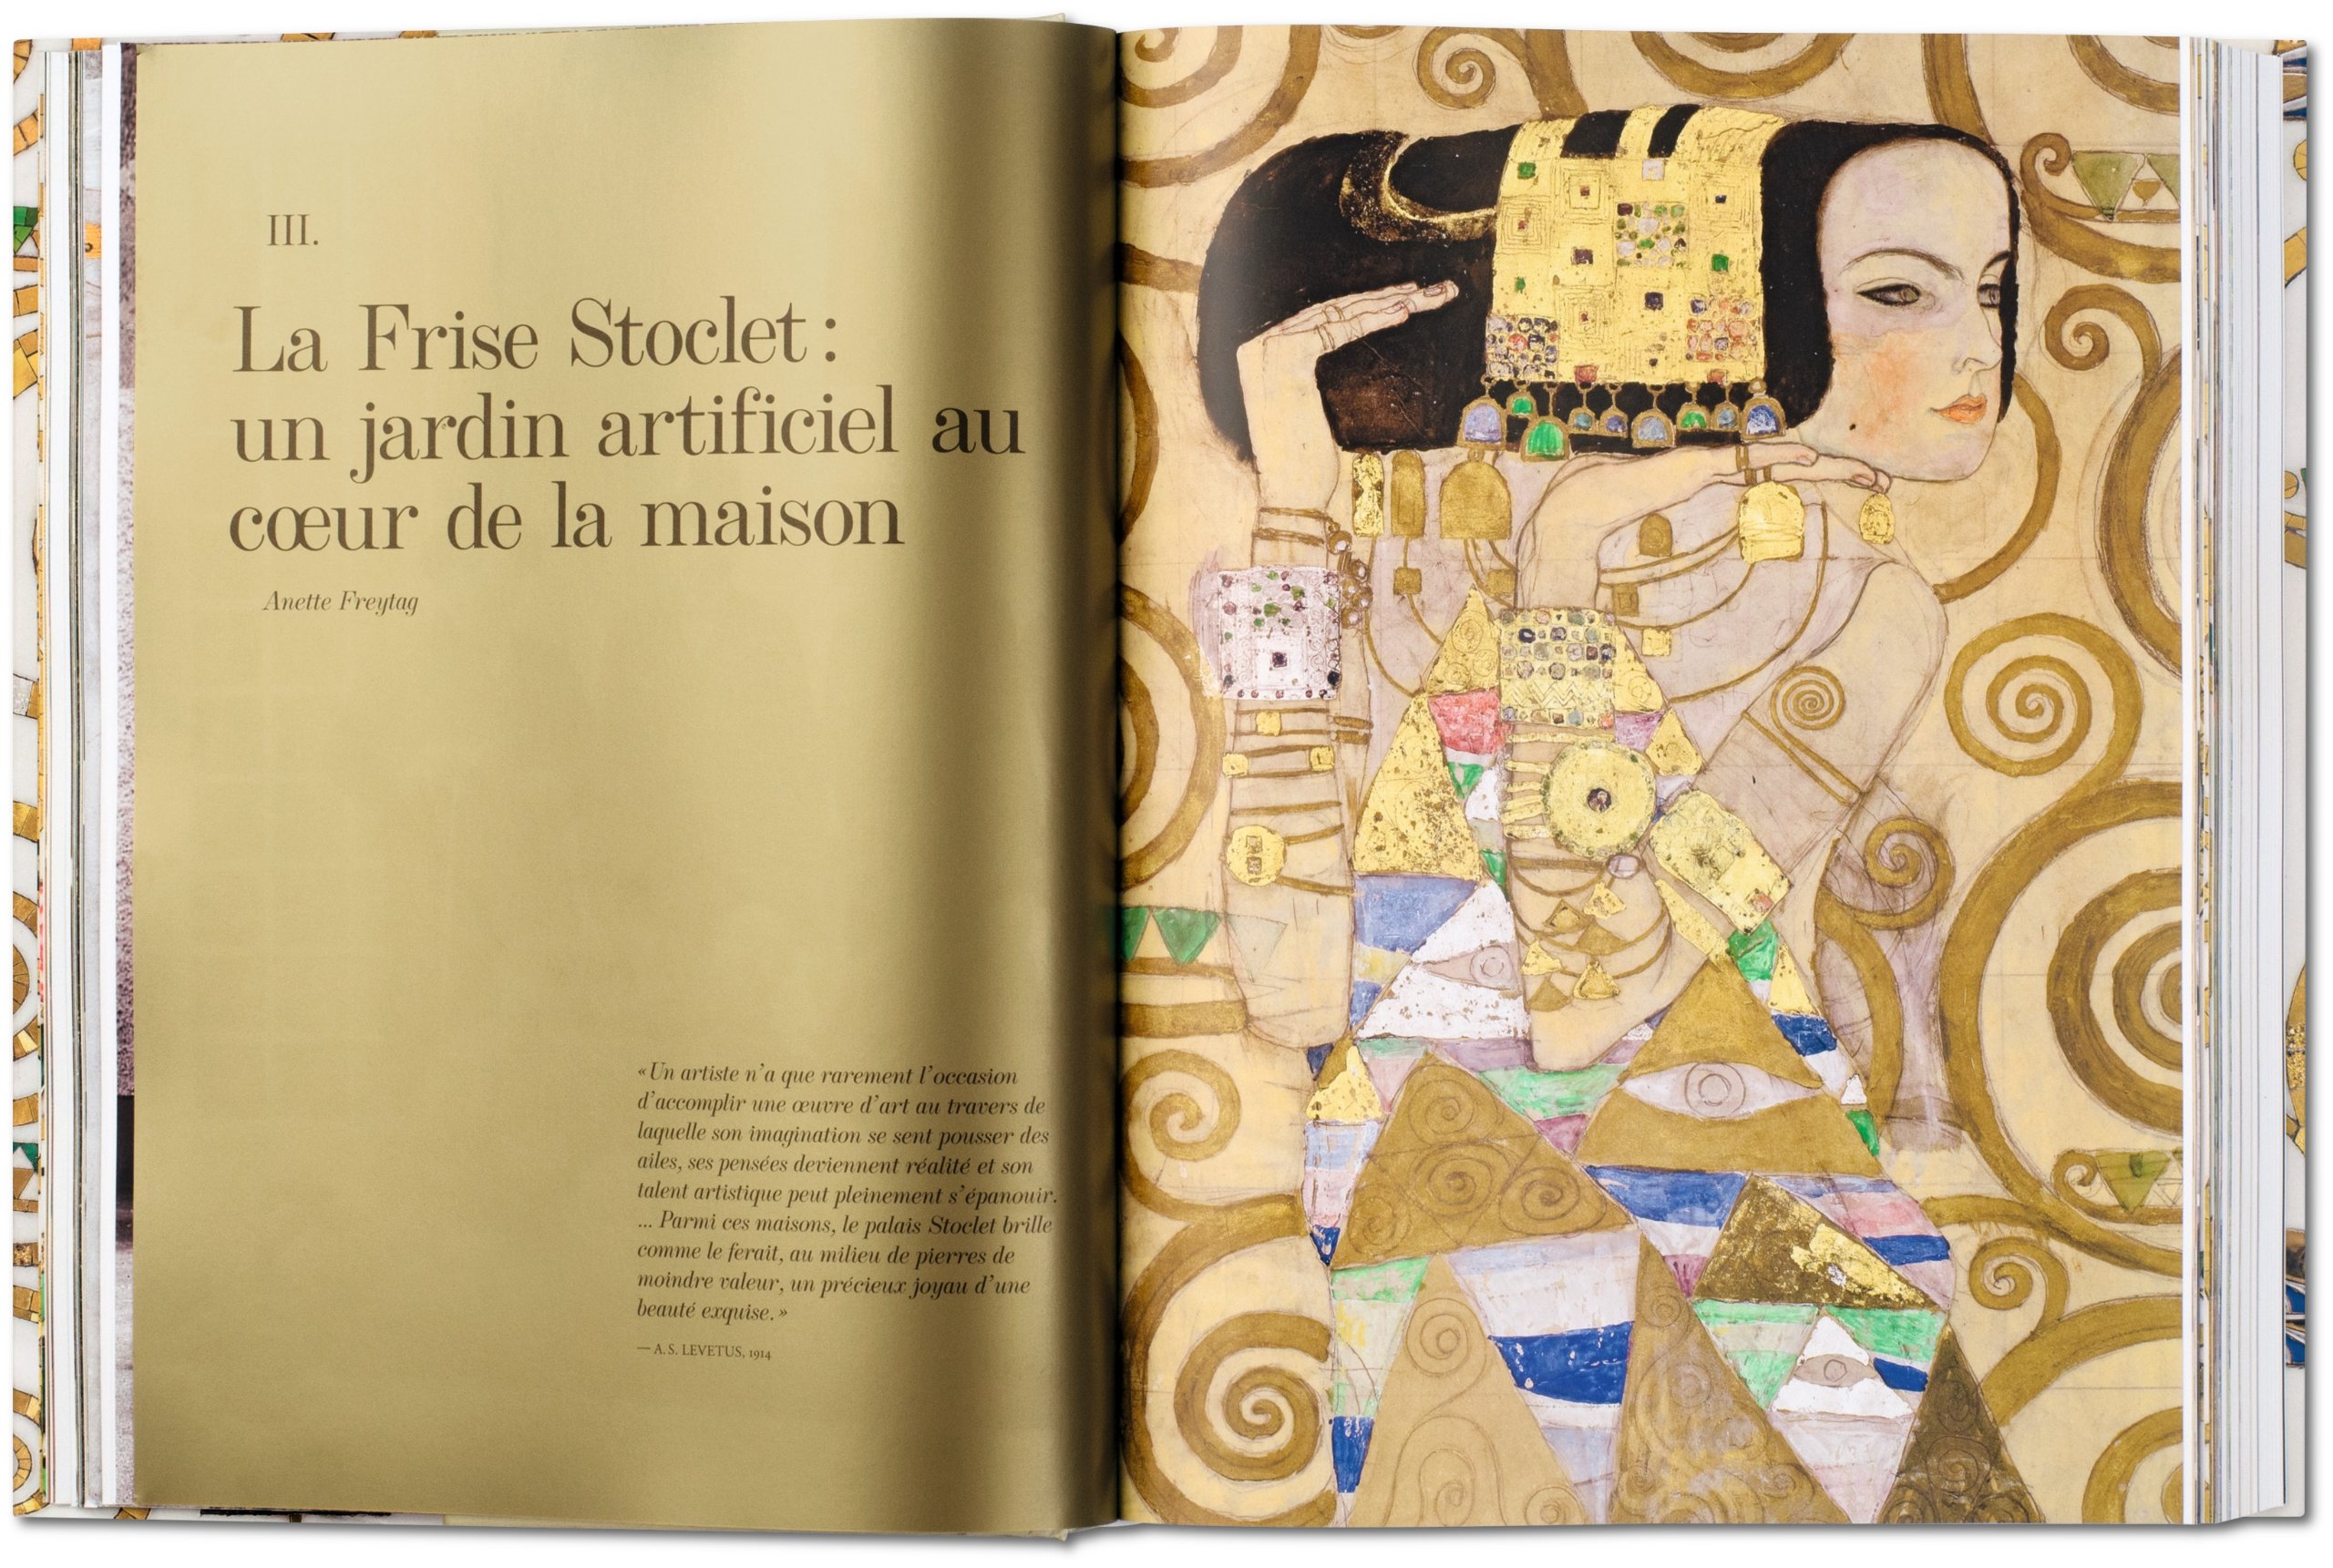 III.
La Frise Stoclet :
un jardin artificiel au
cœur de la maison
Anette Freytag
« Un artiste n’a que rarement l’occasion
d’accomplir une œuvre d’art au travers de
laquelle son imagination se sent pousser des
ailes, ses pensées deviennent réalité et son
talent artistique peut pleinement s’épanouir.
... Parmi ces maisons, le palais Stoclet brille
comme le ferait, au milieu de pierres de
moindre valeur, un précieux joyau d’une
beauté exquise. »
— A. S. LEVETUS, 1914